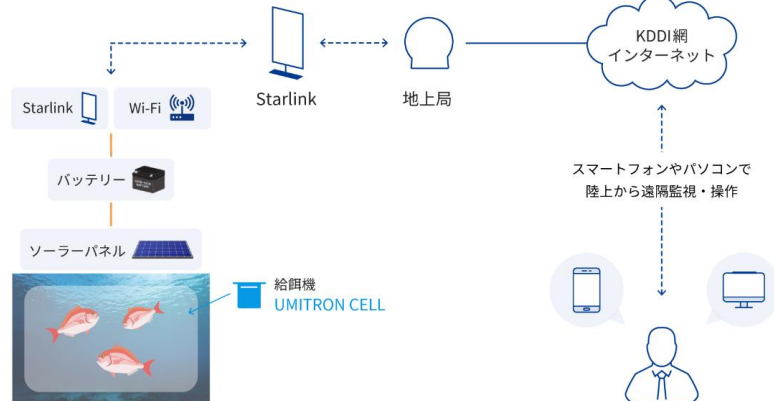 KDDI網
インターネット
Starlink
地上局
Starlink
Wi-Fi
バッテリー
ソーラーパネル
給餌機
UMITRON CELL
スマートフォンやパソコンで
陸上から遠隔監視・操作